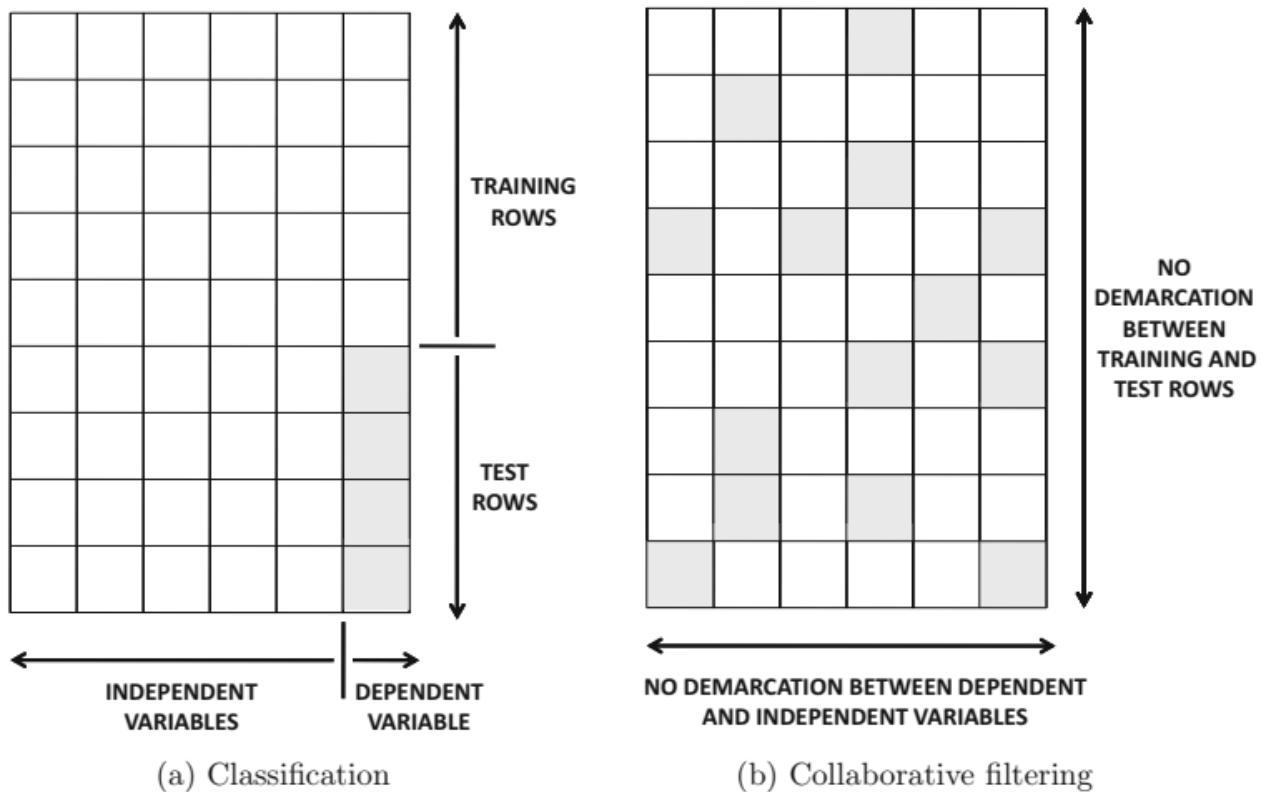 TRAINING
ROWS
TEST
ROWS
INDEPENDENT
VARIABLES
DEPENDENT
VARIABLE
(a) Classification
NO
DEMARCATION
BETWEEN
TRAINING AND
TEST ROWS
NO DEMARCATION BETWEEN DEPENDENT
AND INDEPENDENT VARIABLES
(b) Collaborative filtering